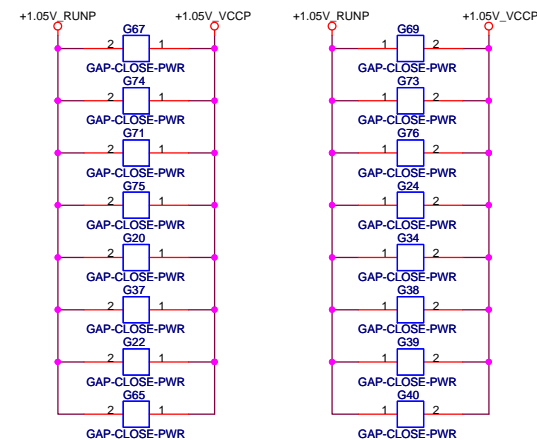 +1.05V_RUNP +1.05V_VCCP
G67
2 1
GAP-CLOSE-PWR
G74
2 1
GAP-CLOSE-PWR
G71
2 1
GAP-CLOSE-PWR
G75
2 1
GAP-CLOSE-PWR
G20
2 1
GAP-CLOSE-PWR
G37
2 1
GAP-CLOSE-PWR
G22
2 1
GAP-CLOSE-PWR
G65
2 1
GAP-CLOSE-PWR
+1.05V_RUNP +1.05V_VCCP
G69
1 2
GAP-CLOSE-PWR
G73
1 2
GAP-CLOSE-PWR
G76
1 2
GAP-CLOSE-PWR
G24
1 2
GAP-CLOSE-PWR
G34
1 2
GAP-CLOSE-PWR
G38
1 2
GAP-CLOSE-PWR
G39
1 2
GAP-CLOSE-PWR
G40
1 2
GAP-CLOSE-PWR